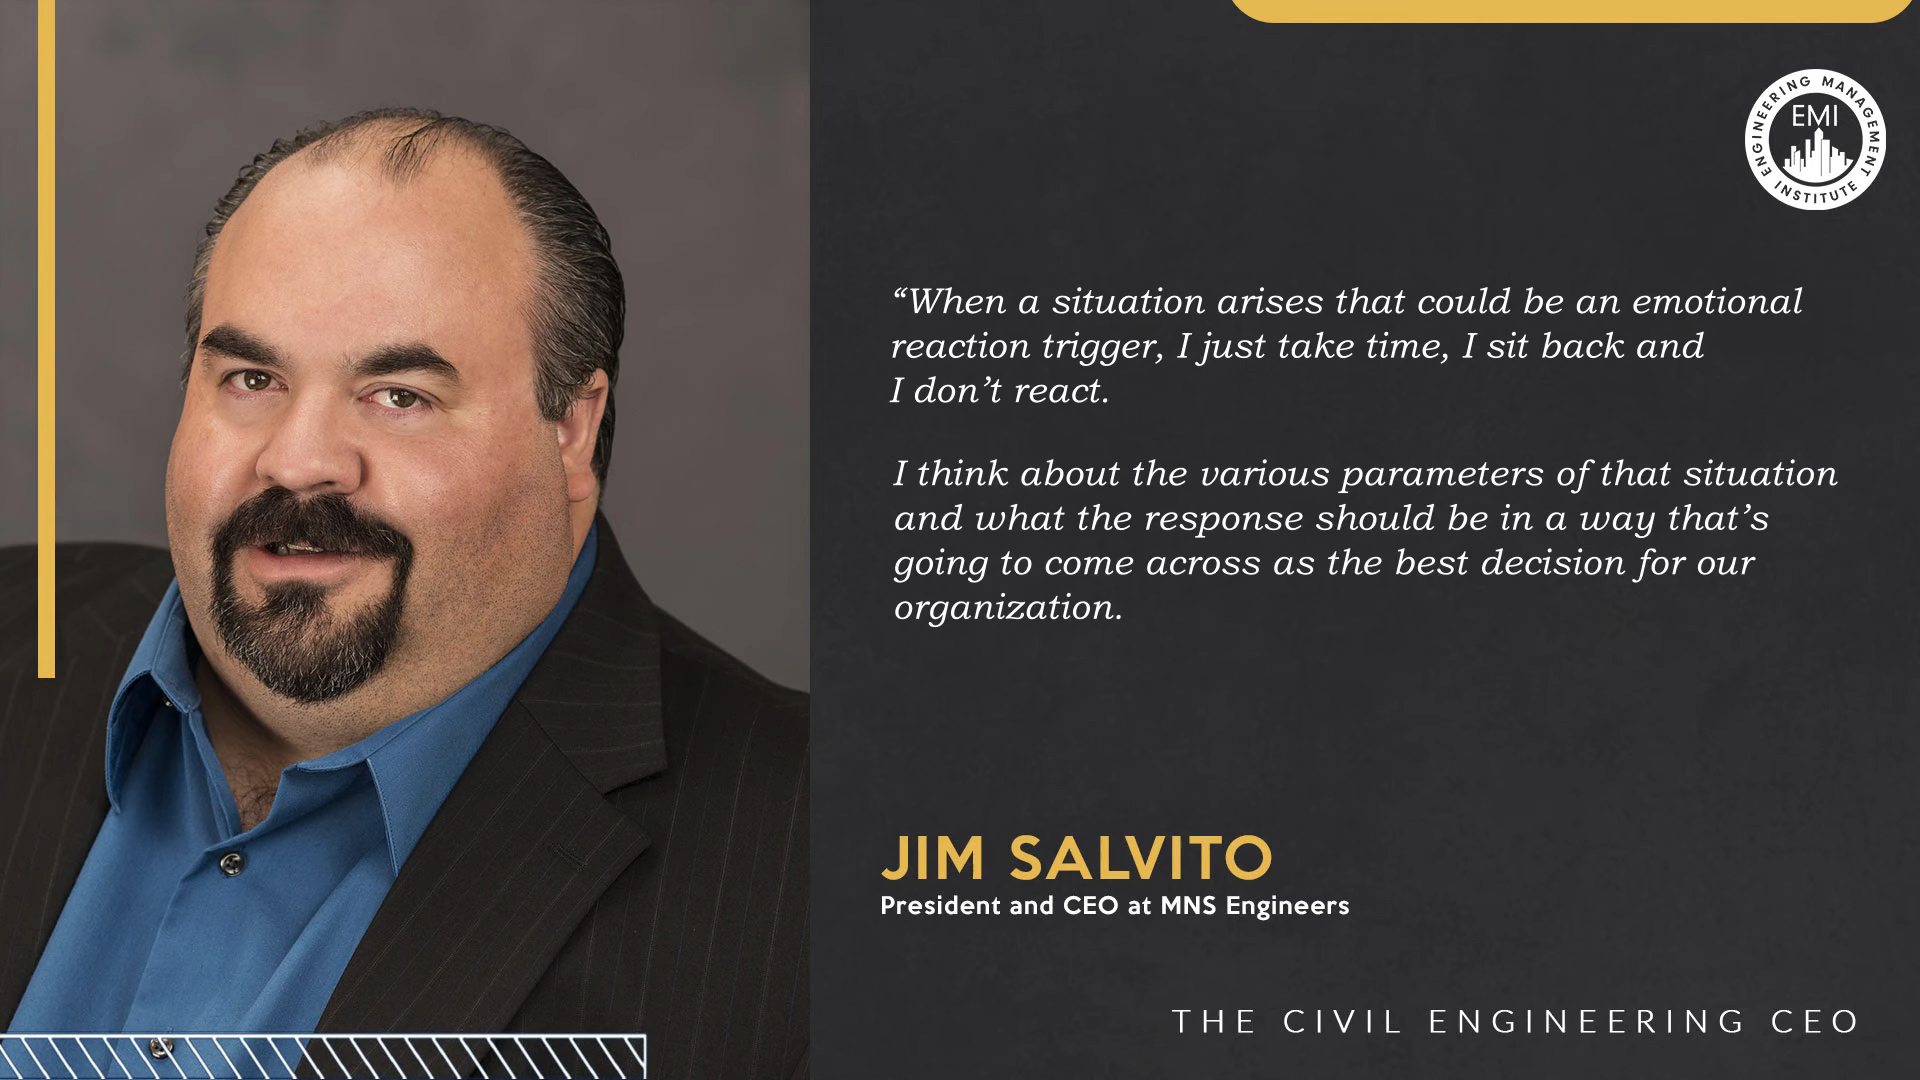 ENGINEERING MANAGEMENT INSTITUTE
EMI
“When a situation arises that could be an emotional
reaction trigger, I just take time, I sit back and
I don’t react.
I think about the various parameters of that situation
and what the response should be in a way that’s
going to come across as the best decision for our
organization.
JIM SALVITO
President and CEO at MNS Engineers
THE CIVIL ENGINEERING CEO